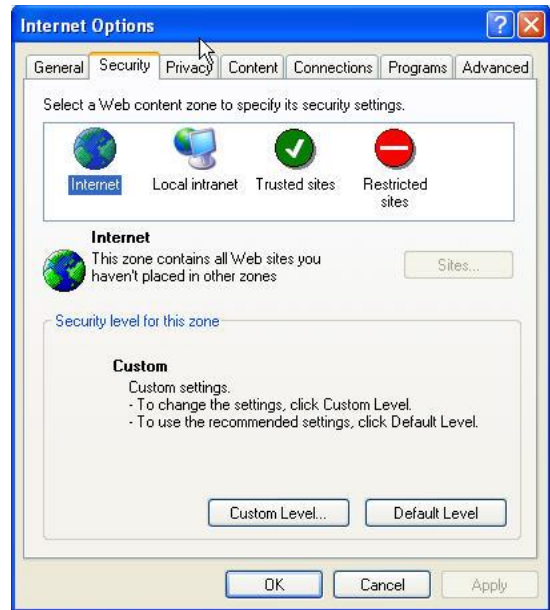 Internet Options
General Security Privacy Content Connections Programs Advanced
Select a Web content zone to specify its security settings.
Internet Local intranet Trusted sites Restricted
sites
Internet
This zone contains all Web sites you
haven't placed in other zones
Sites...
Security level for this zone
Custom
Custom settings.
- To change the settings, click Custom Level.
- To use the recommended settings, click Default Level.
Custom Level... Default Level
OK Cancel Apply